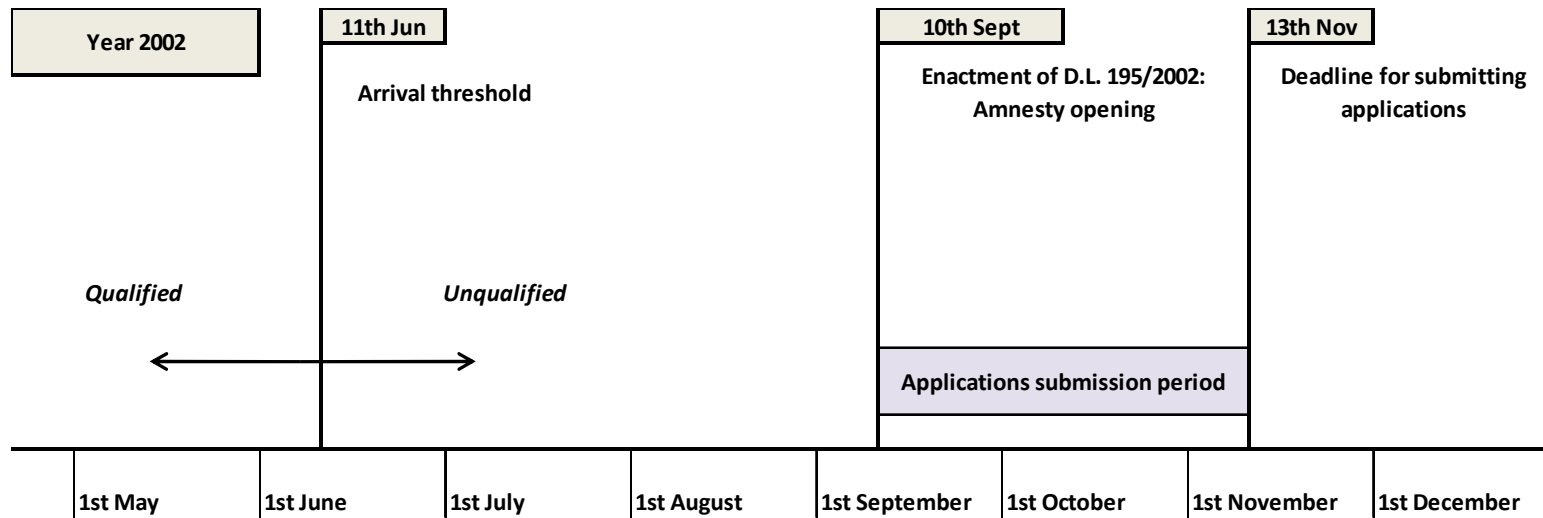 Year 2002
11th Jun
10th Sept
13th Nov
Arrival threshold
Enactment of D.L. 195/2002:
Amnesty opening
Deadline for submitting
applications
Qualified
Unqualified
Applications submission period
1st May
1st June
1st July
1st August
1st September
1st October
1st November
1st December